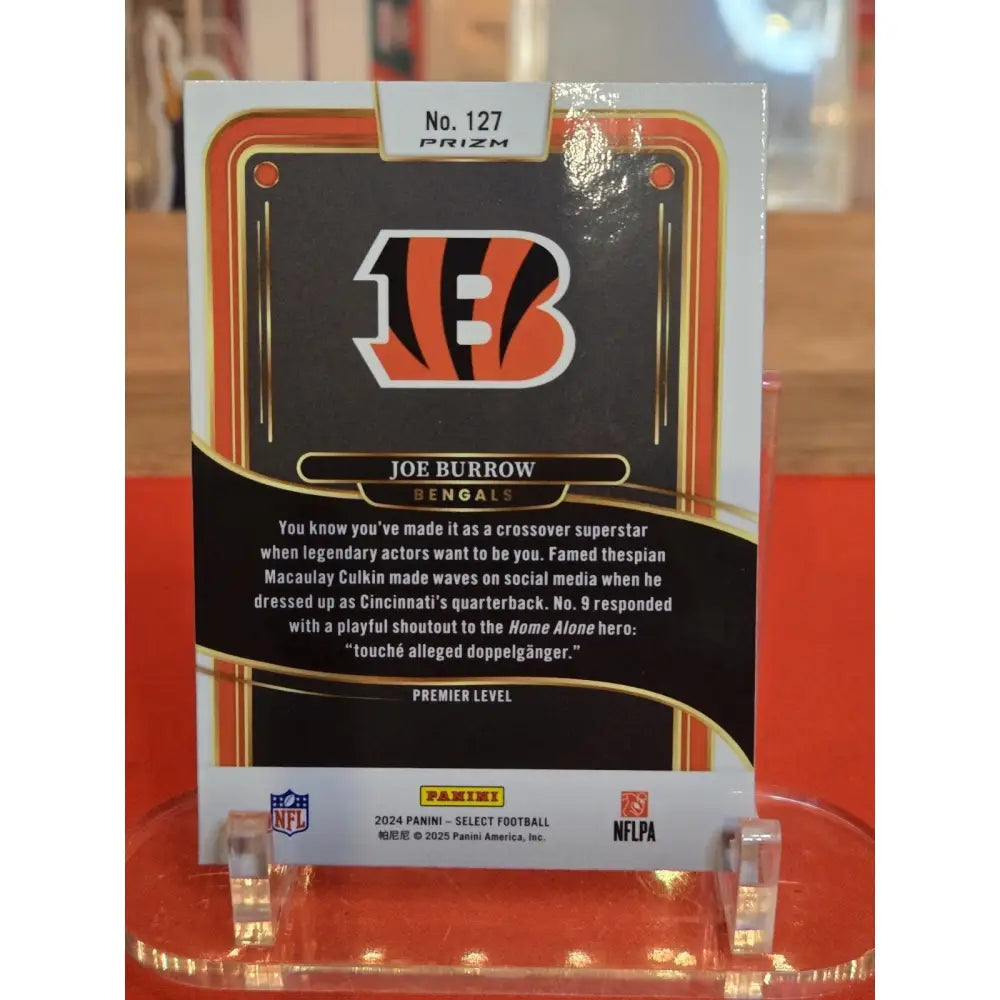 No. 127
PRIZM
B
JOE BURROW
BENGALS
You know you've made it as a crossover superstar
when legendary actors want to be you. Famed thespian
Macaulay Culkin made waves on social media when he
dressed up as Cincinnati's quarterback. No. 9 responded
with a playful shoutout to the Home Alone hero:
“touché alleged doppelgänger.”
PREMIER LEVEL
NFL
PANINI
2024 PANINI – SELECT FOOTBALL
帕尼尼 © 2025 Panini America, Inc.
NFLPA